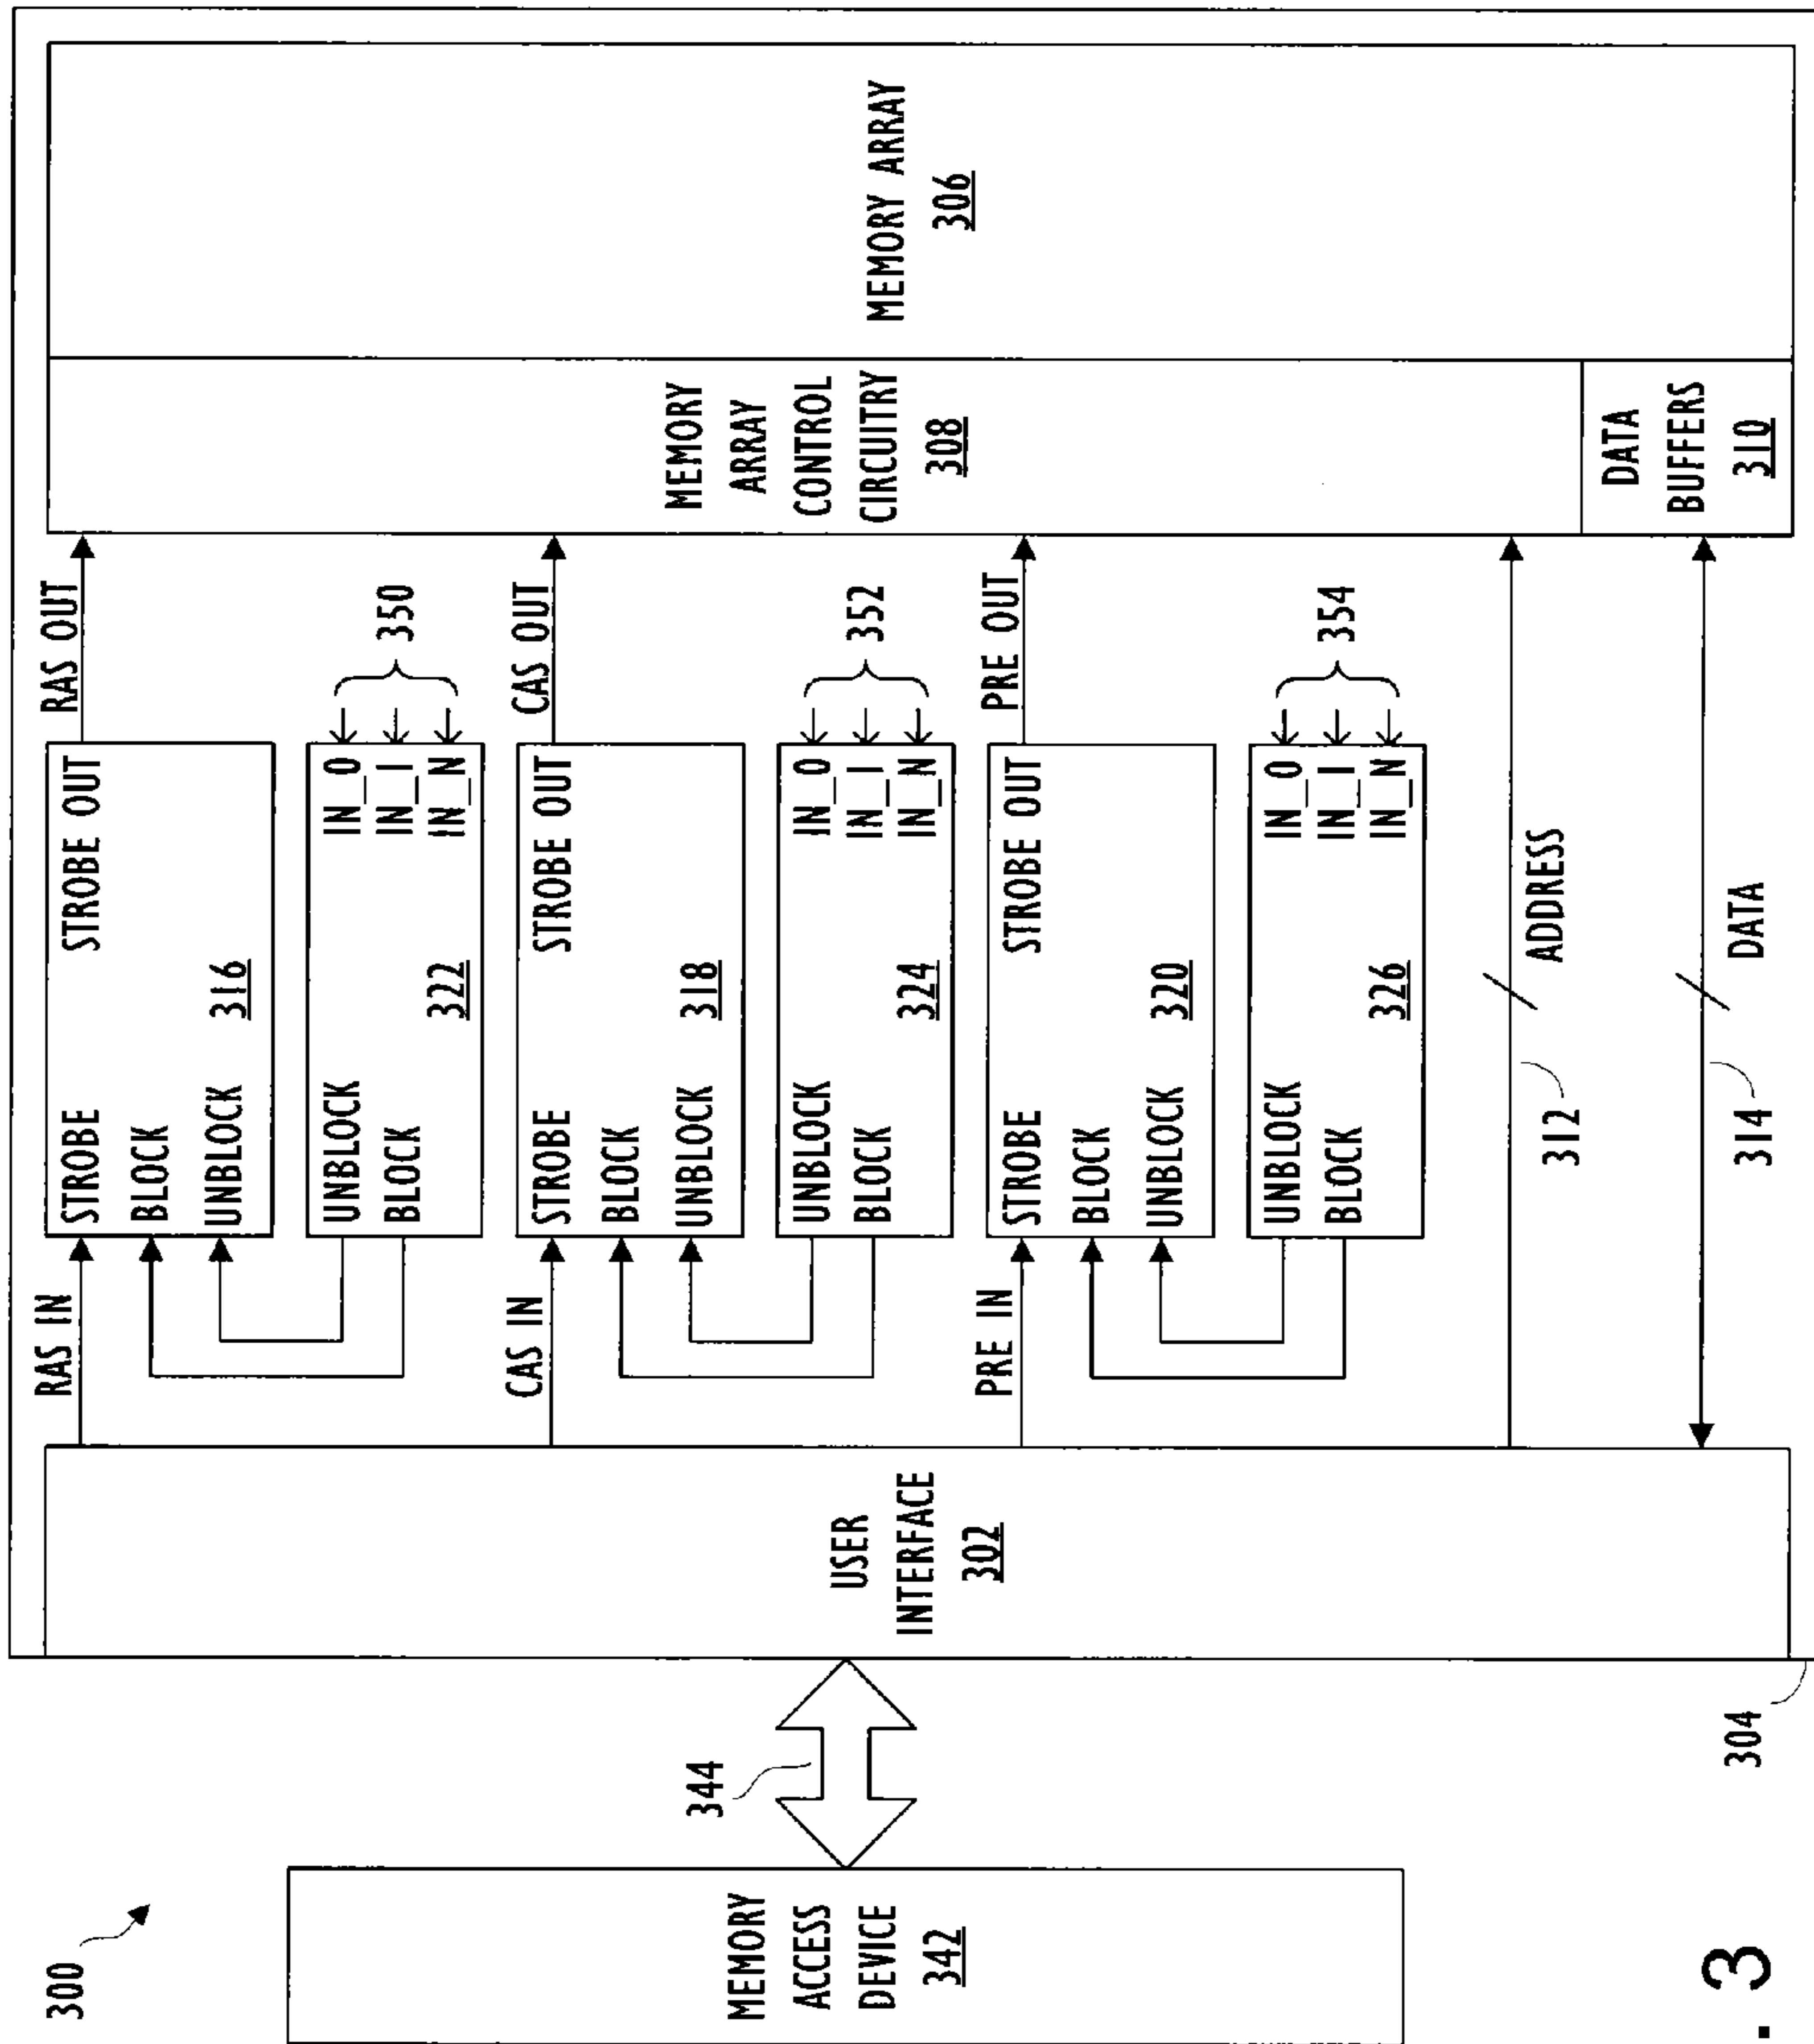 300
MEMORY
ACCESS
DEVICE
342
344
304
USER
INTERFACE
302
RAS IN
STROBE
STROBE OUT
BLOCK
UNBLOCK
316
RAS OUT
UNBLOCK
BLOCK
322
IN_0
IN_1
IN_N
350
CAS IN
STROBE
STROBE OUT
BLOCK
UNBLOCK
318
CAS OUT
UNBLOCK
BLOCK
324
IN_0
IN_1
IN_N
352
PRE IN
STROBE
STROBE OUT
BLOCK
UNBLOCK
320
PRE OUT
UNBLOCK
BLOCK
326
IN_0
IN_1
IN_N
354
312
ADDRESS
314
DATA
MEMORY
ARRAY
CONTROL
CIRCUITRY
308
DATA
BUFFERS
310
MEMORY ARRAY
306
. 3